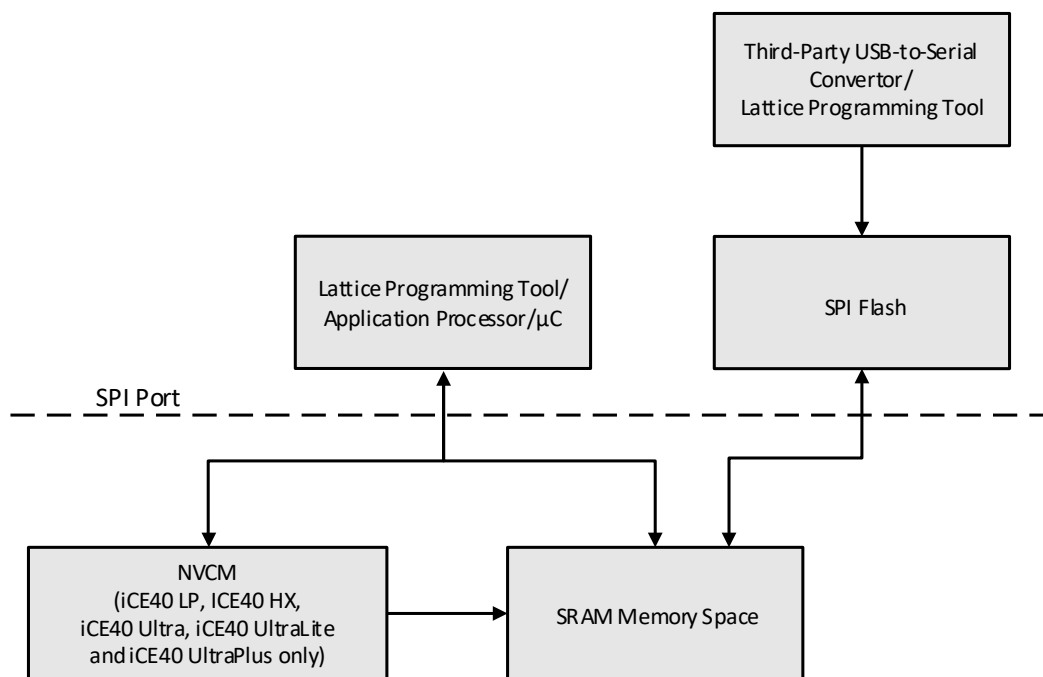 Third-Party USB-to-Serial
Convertor/
Lattice Programming Tool
Lattice Programming Tool/
Application Processor/µC
SPI Flash
SPI Port
NVCM
(iCE40 LP, ICE40 HX,
iCE40 Ultra, iCE40 UltraLite
and iCE40 UltraPlus only)
SRAM Memory Space